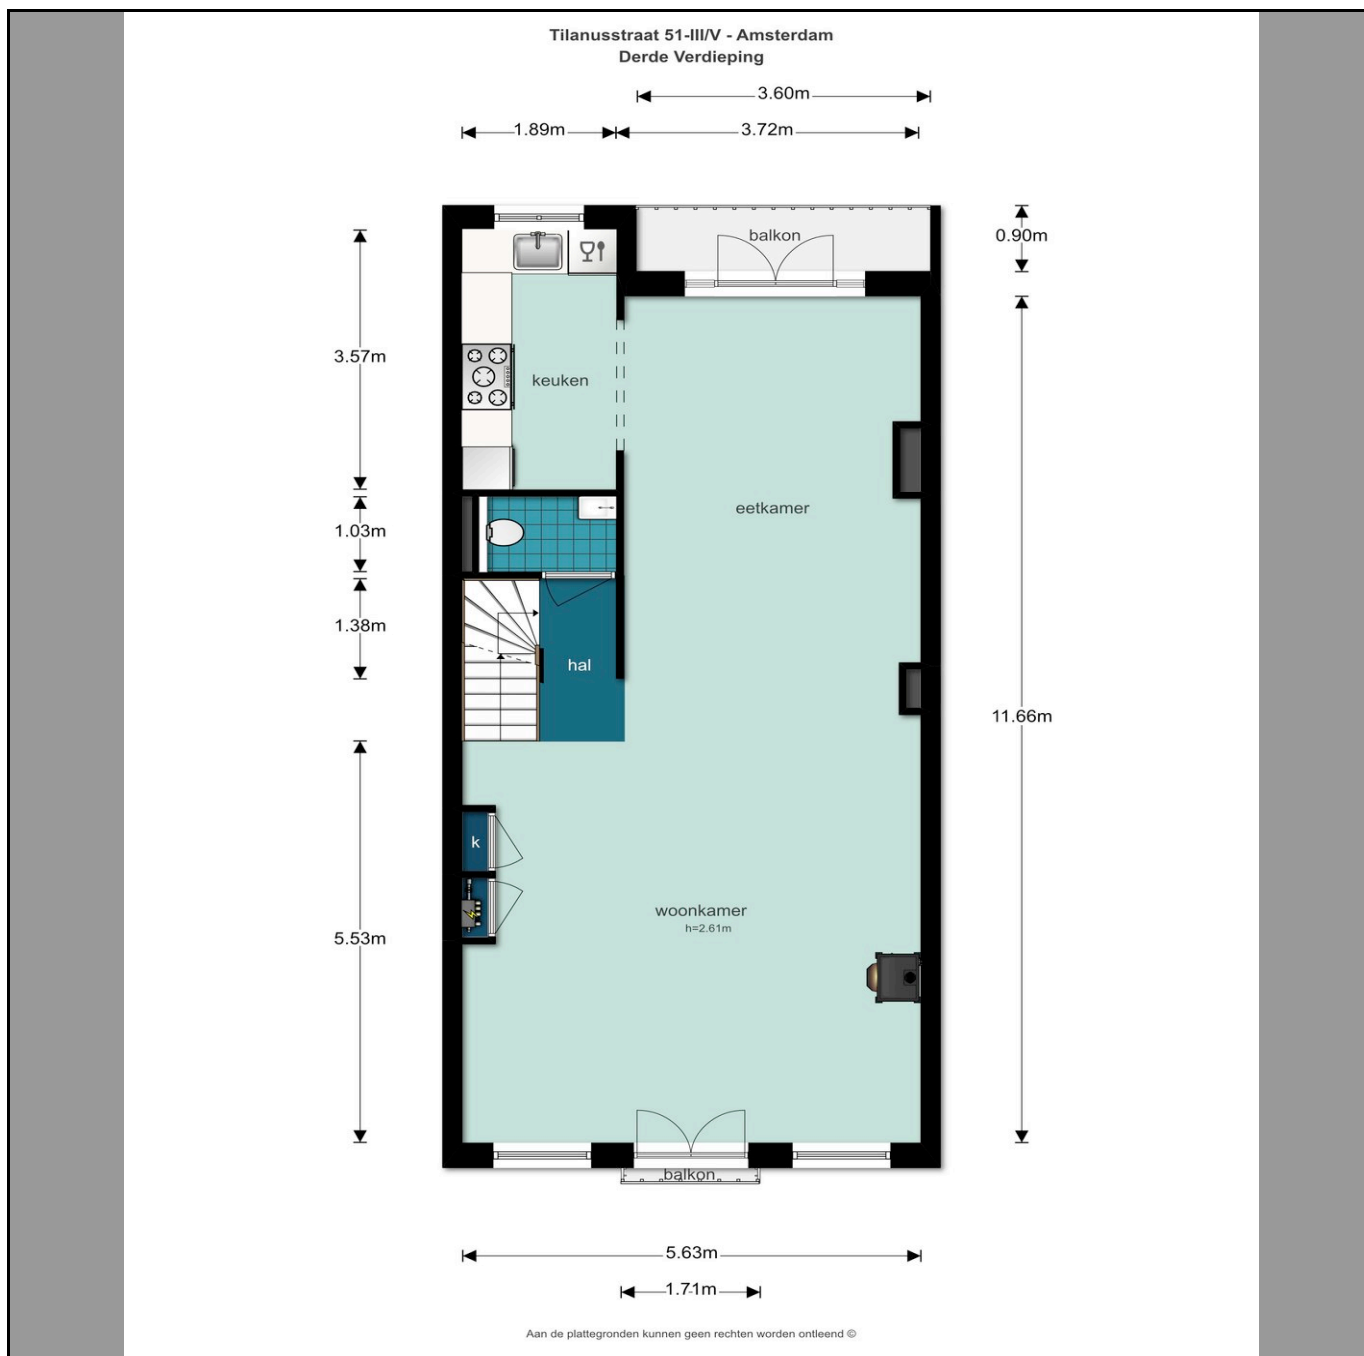 Tilanusstraat 51-III/V - Amsterdam
Derde Verdieping
3.60m
1.89m
3.72m
balkon
0.90m
3.57m
keuken
eetkamer
1.03m
1.38m
hal
11.66m
k
woonkamer
h=2.61m
5.53m
balkon
5.63m
1.71m
Aan de plattegronden kunnen geen rechten worden ontleend ©